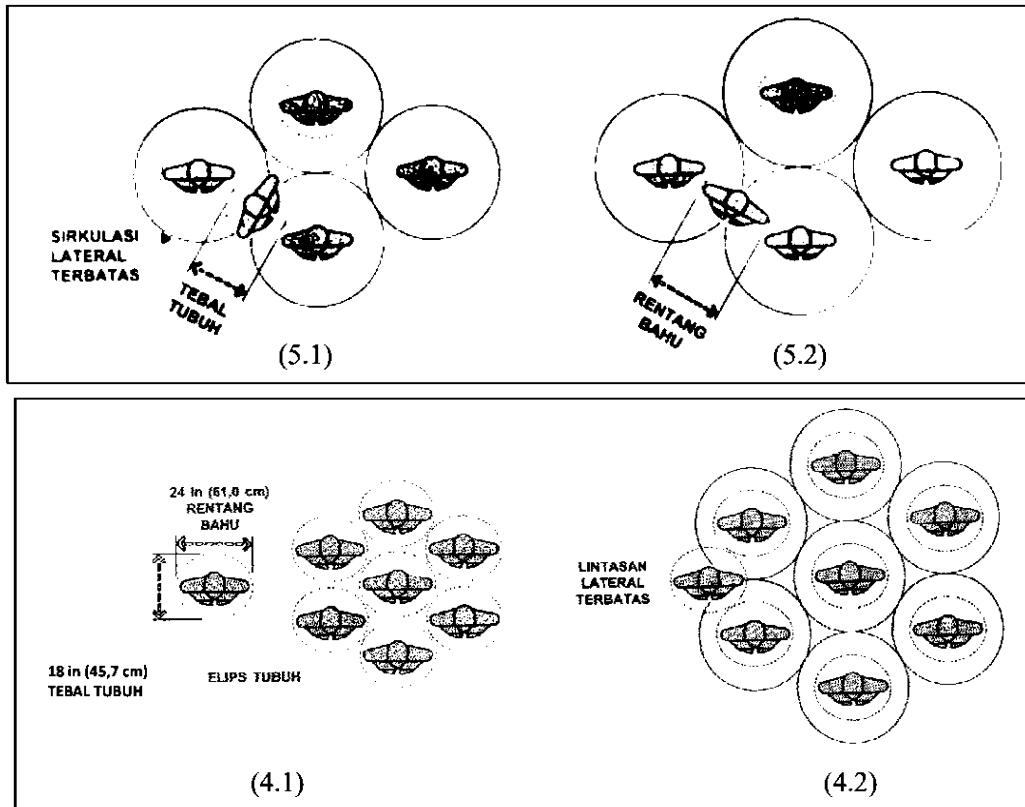 SIRKULASI
LATERAL
TERBATAS
TEBAL
TUBUH
(5.1)
RENTANG
BAHU
(5.2)
24 in (61,0 cm)
RENTANG
BAHU
18 in (45,7 cm)
TEBAL TUBUH
ELIPS TUBUH
(4.1)
LINTASAN
LATERAL
TERBATAS
(4.2)